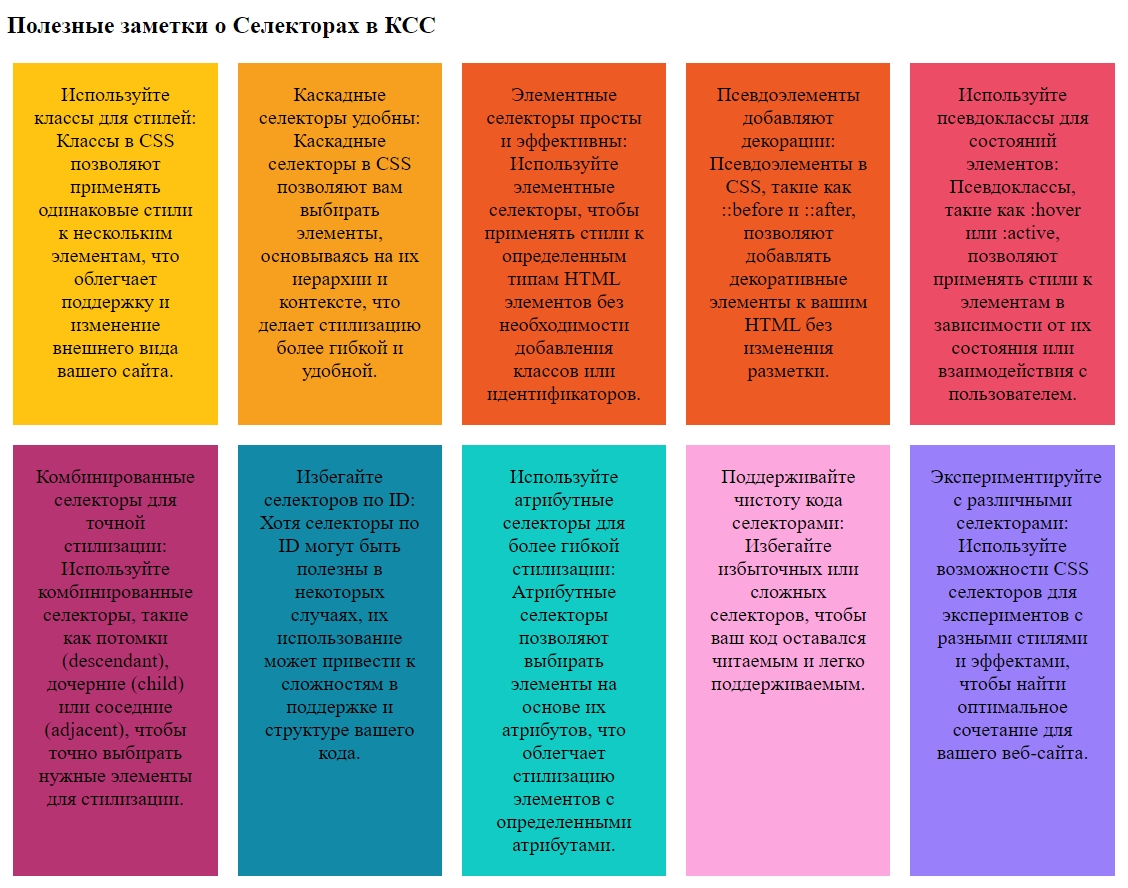 Полезные заметки о Селекторах в КСС
Используйте
классы для стилей:
Классы в CSS
позволяют
применять
одинаковые стили
к нескольким
элементам, что
облегчает
поддержку и
изменение
внешнего вида
вашего сайта.
Каскадные
селекторы удобны:
Каскадные
селекторы в CSS
позволяют вам
выбирать
элементы,
основываясь на их
иерархии и
контексте, что
делает стилизацию
более гибкой и
удобной.
Элементные
селекторы просты
и эффективны:
Используйте
элементные
селекторы, чтобы
применять стили к
определенным
типам HTML
элементов без
необходимости
добавления
классов или
идентификаторов.
Псевдоэлементы
добавляют
декорации:
Псевдоэлементы в
CSS, такие как
::before и ::after,
позволяют
добавлять
декоративные
элементы к вашим
HTML без
изменения
разметки.
Используйте
псевдоклассы для
состояний
элементов:
Псевдоклассы,
такие как :hover
или :active,
позволяют
применять стили к
элементам в
зависимости от их
состояния или
взаимодействия с
пользователем.
Комбинированные
селекторы для
точной
стилизации:
Используйте
комбинированные
селекторы, такие
как потомки
(descendant),
дочерние (child)
или соседние
(adjacent), чтобы
точно выбирать
нужные элементы
для стилизации.
Избегайте
селекторов по ID:
Хотя селекторы по
ID могут быть
полезны в
некоторых
случаях, их
использование
может привести к
сложностям в
поддержке и
структуре вашего
кода.
Используйте
атрибутные
селекторы для
более гибкой
стилизации:
Атрибутные
селекторы
позволяют
выбирать
элементы на
основе их
атрибутов, что
облегчает
стилизацию
элементов с
определенными
атрибутами.
Поддерживайте
чистоту кода
селекторами:
Избегайте
избыточных или
сложных
селекторов, чтобы
ваш код оставался
читаемым и легко
поддерживаемым.
Экспериментируйте
с различными
селекторами:
Используйте
возможности CSS
селекторов для
экспериментов с
разными стилями
и эффектами,
чтобы найти
оптимальное
сочетание для
вашего веб-сайта.